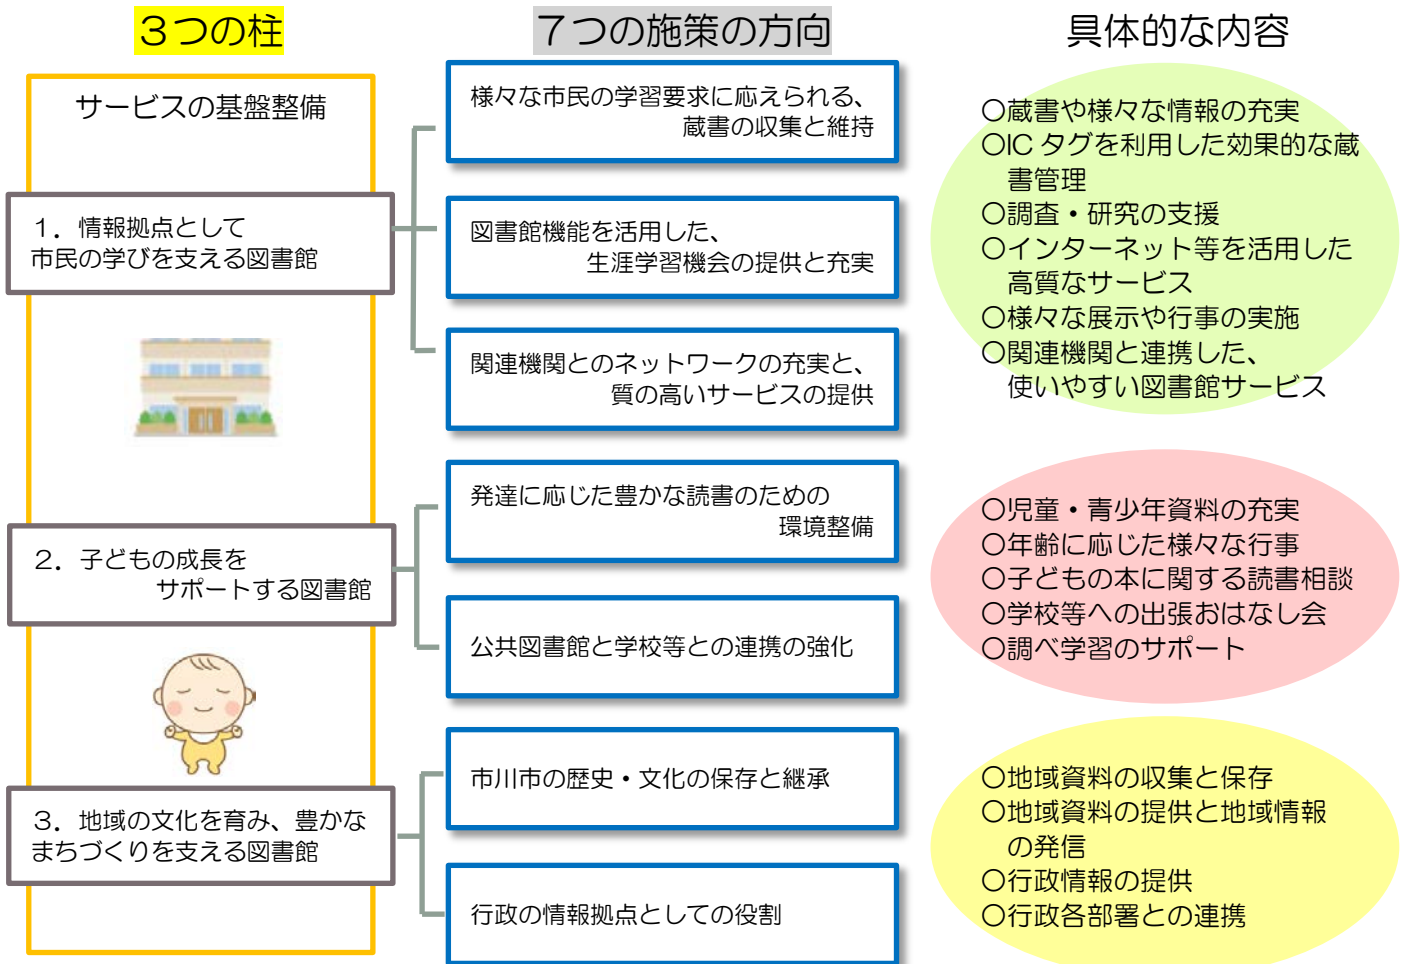 ３つの柱
７つの施策の方向
具体的な内容
サービスの基盤整備
１．情報拠点として
市民の学びを支える図書館
様々な市民の学習要求に応えられる、
蔵書の収集と維持
図書館機能を活用した、
生涯学習機会の提供と充実
関連機関とのネットワークの充実と、
質の高いサービスの提供
〇蔵書や様々な情報の充実
〇IC タグを利用した効果的な蔵
書管理
〇調査・研究の支援
〇インターネット等を活用した
高質なサービス
〇様々な展示や行事の実施
〇関連機関と連携した、
使いやすい図書館サービス
２．子どもの成長を
サポートする図書館
発達に応じた豊かな読書のための
環境整備
公共図書館と学校等との連携の強化
〇児童・青少年資料の充実
〇年齢に応じた様々な行事
〇子どもの本に関する読書相談
〇学校等への出張おはなし会
〇調べ学習のサポート
３．地域の文化を育み、豊かな
まちづくりを支える図書館
市川市の歴史・文化の保存と継承
行政の情報拠点としての役割
〇地域資料の収集と保存
〇地域資料の提供と地域情報
の発信
〇行政情報の提供
〇行政各部署との連携